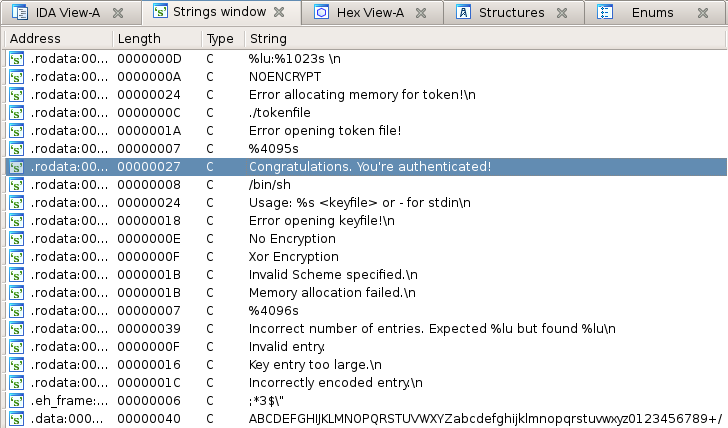 IDA View-A Strings window Hex View-A Structures Enums
Address Length Type String
.rodata:00... 0000000D C %lu:%1023s \n
.rodata:00... 0000000A C NOENCRYPT
.rodata:00... 00000024 C Error allocating memory for token!\n
.rodata:00... 0000000C C ./tokenfile
.rodata:00... 0000001A C Error opening token file!
.rodata:00... 00000007 C %4095s
.rodata:00... 00000027 C Congratulations. You're authenticated!
.rodata:00... 00000008 C /bin/sh
.rodata:00... 00000024 C Usage: %s <keyfile> or - for stdin\n
.rodata:00... 00000018 C Error opening keyfile!\n
.rodata:00... 0000000E C No Encryption
.rodata:00... 0000000F C Xor Encryption
.rodata:00... 0000001B C Invalid Scheme specified.\n
.rodata:00... 0000001B C Memory allocation failed.\n
.rodata:00... 00000007 C %4096s
.rodata:00... 00000039 C Incorrect number of entries. Expected %lu but found %lu\n
.rodata:00... 0000000F C Invalid entry.
.rodata:00... 00000016 C Key entry too large.\n
.rodata:00... 0000001C C Incorrectly encoded entry.\n
.eh_frame:... 00000006 C ;*3$\"
.data:000... 00000040 C ABCDEFGHIJKLMNOPQRSTUVWXYZabcdefghijklmnopqrstuvwxyz0123456789+/